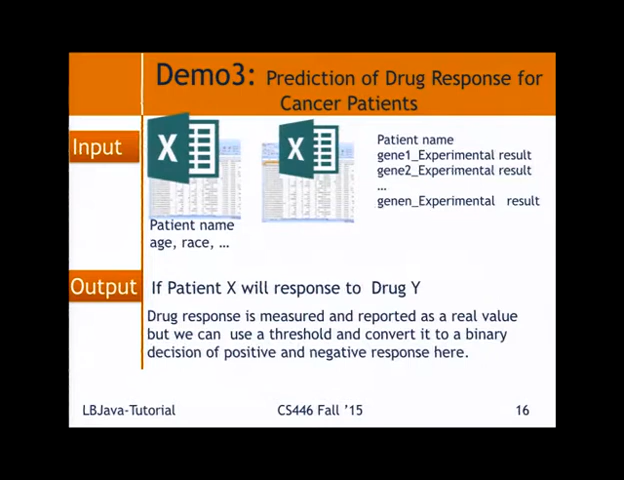 Demo3: Prediction of Drug Response for
Cancer Patients
Input
Patient name
gene1_Experimental result
gene2_Experimental result
...
genen_Experimental result
Patient name
age, race, ...
Output
If Patient X will response to Drug Y
Drug response is measured and reported as a real value
but we can use a threshold and convert it to a binary
decision of positive and negative response here.
LBJava-Tutorial
CS446 Fall '15
16